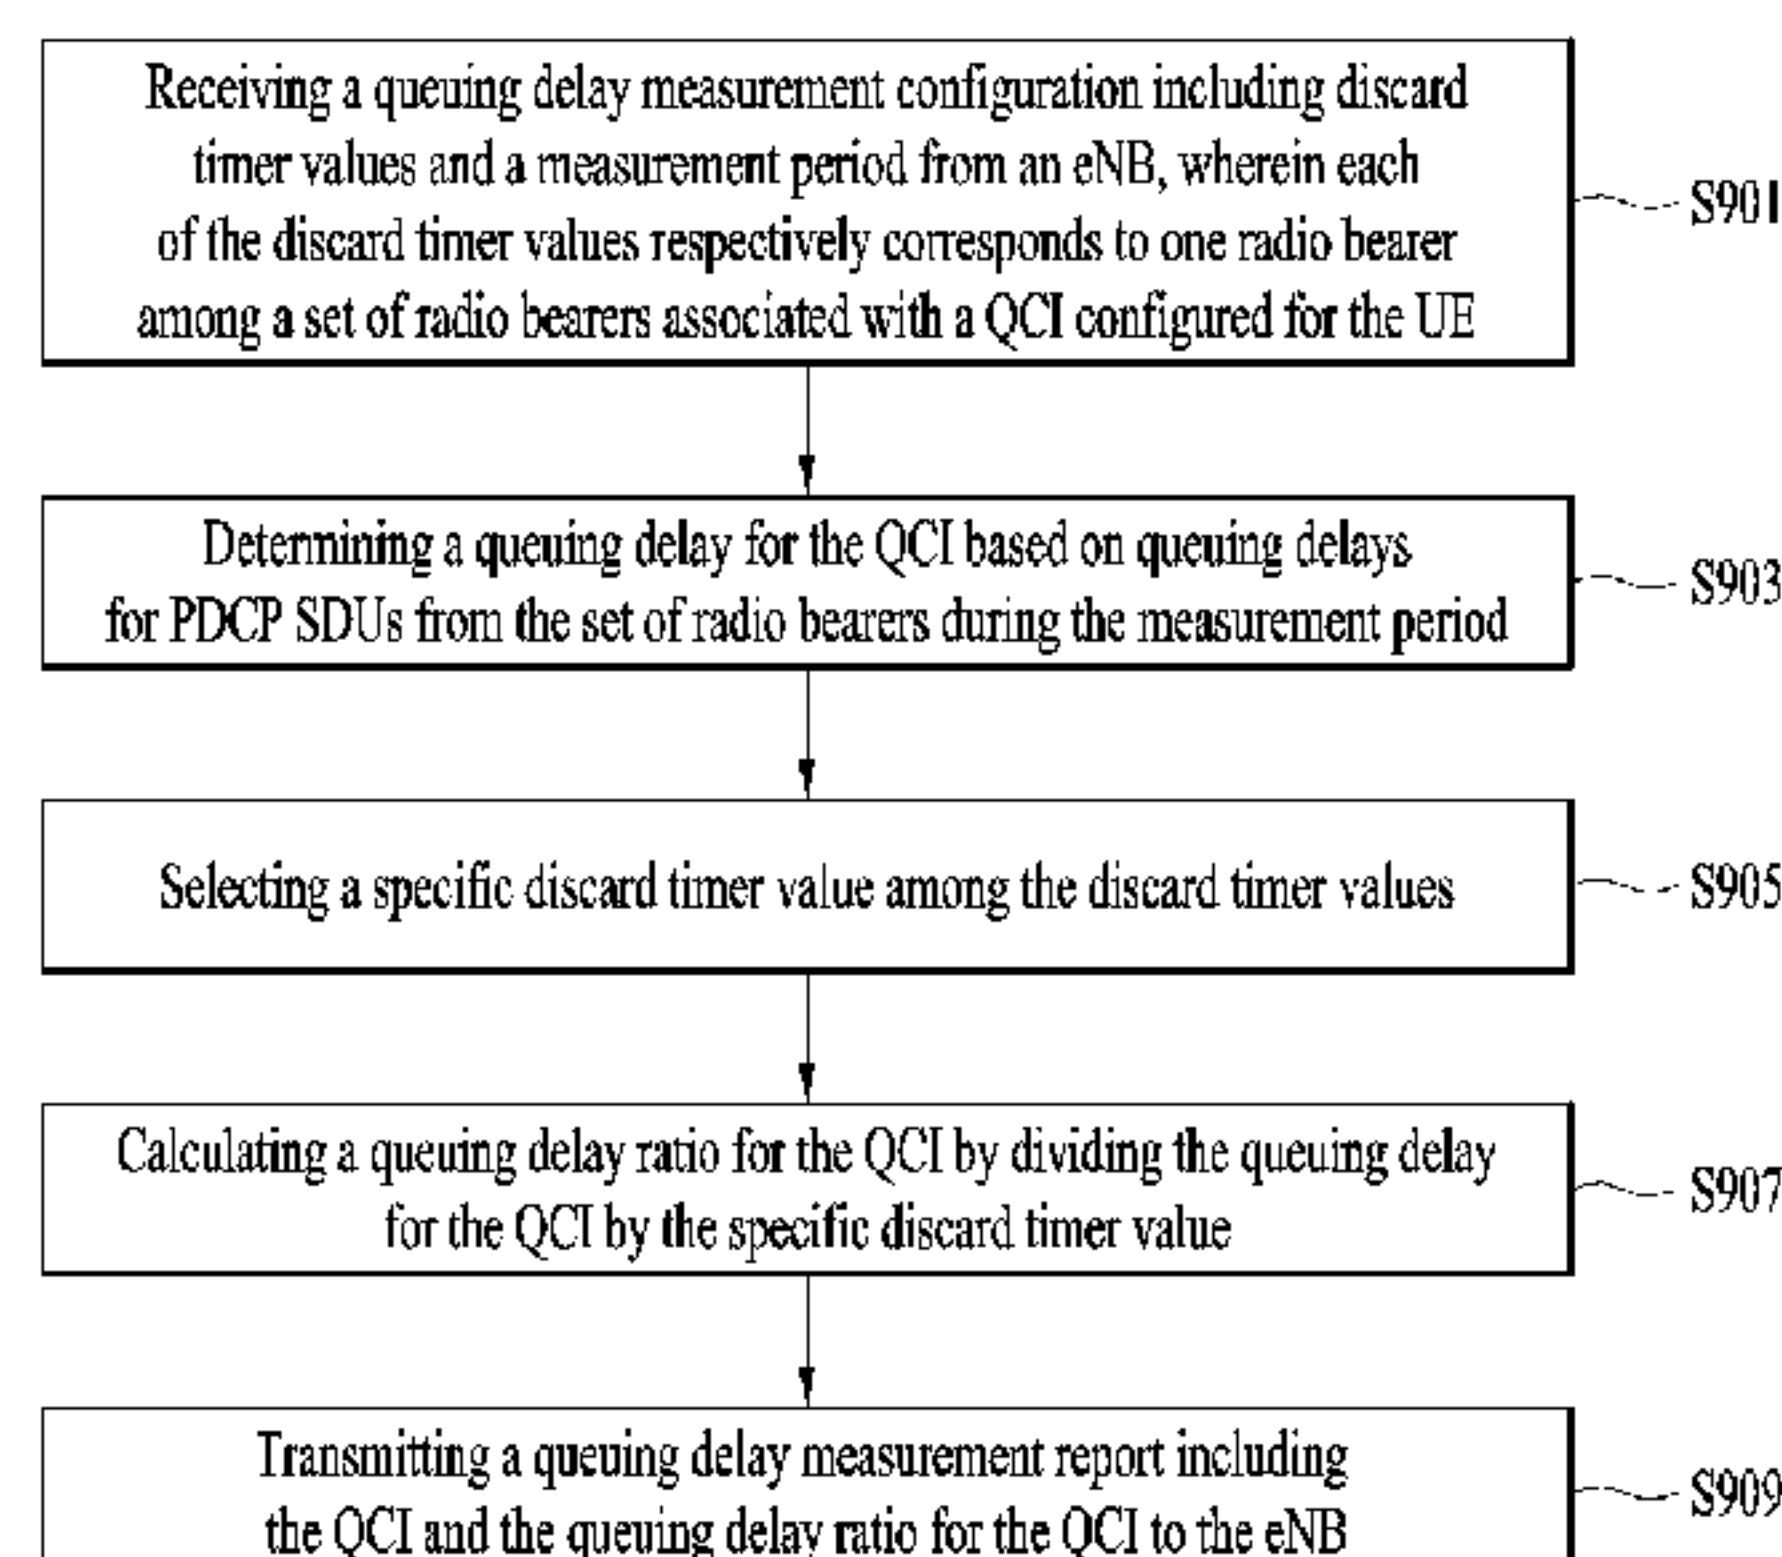 Receiving a queuing delay measurement configuration including discard
timer values and a measurement period from an eNB, wherein each
of the discard timer values respectively corresponds to one radio bearer
among a set of radio bearers associated with a QCI configured for the UE
S901
Determining a queuing delay for the QCI based on queuing delays
for PDCP SDUs from the set of radio bearers during the measurement period
S903
Selecting a specific discard timer value among the discard timer values
S905
Calculating a queuing delay ratio for the QCI by dividing the queuing delay
for the QCI by the specific discard timer value
S907
Transmitting a queuing delay measurement report including
the QCI and the queuing delay ratio for the QCI to the eNB
S909